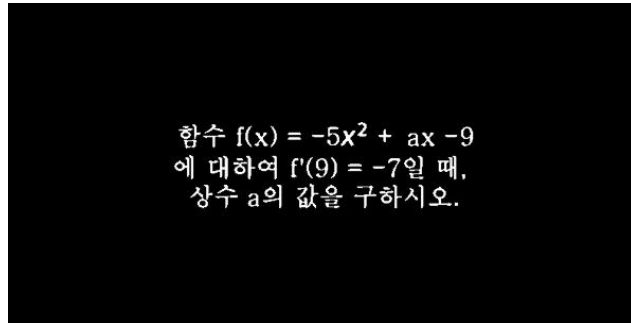 함수 f(x) = -5x² + ax -9
에 대하여 f'(9) = -7일 때,
상수 a의 값을 구하시오.